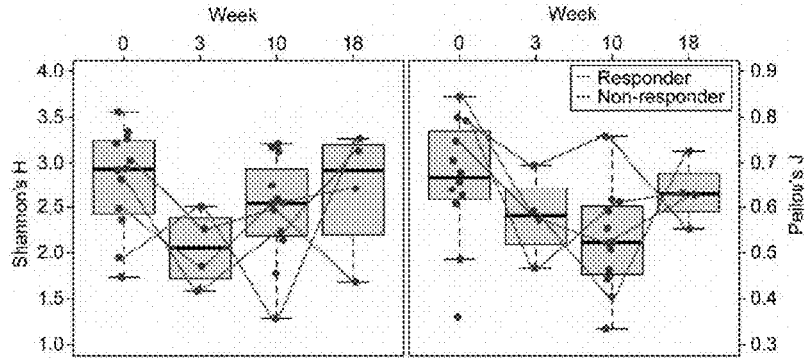 Week Week
0 3 10 18 0 3 10 18
4.0 0.9
Responder
Non-responder
3.5 0.8
3.0 0.7
2.5 0.6
2.0 0.5
1.5 0.4
1.0 0.3
Shannon's H
Pielou's J